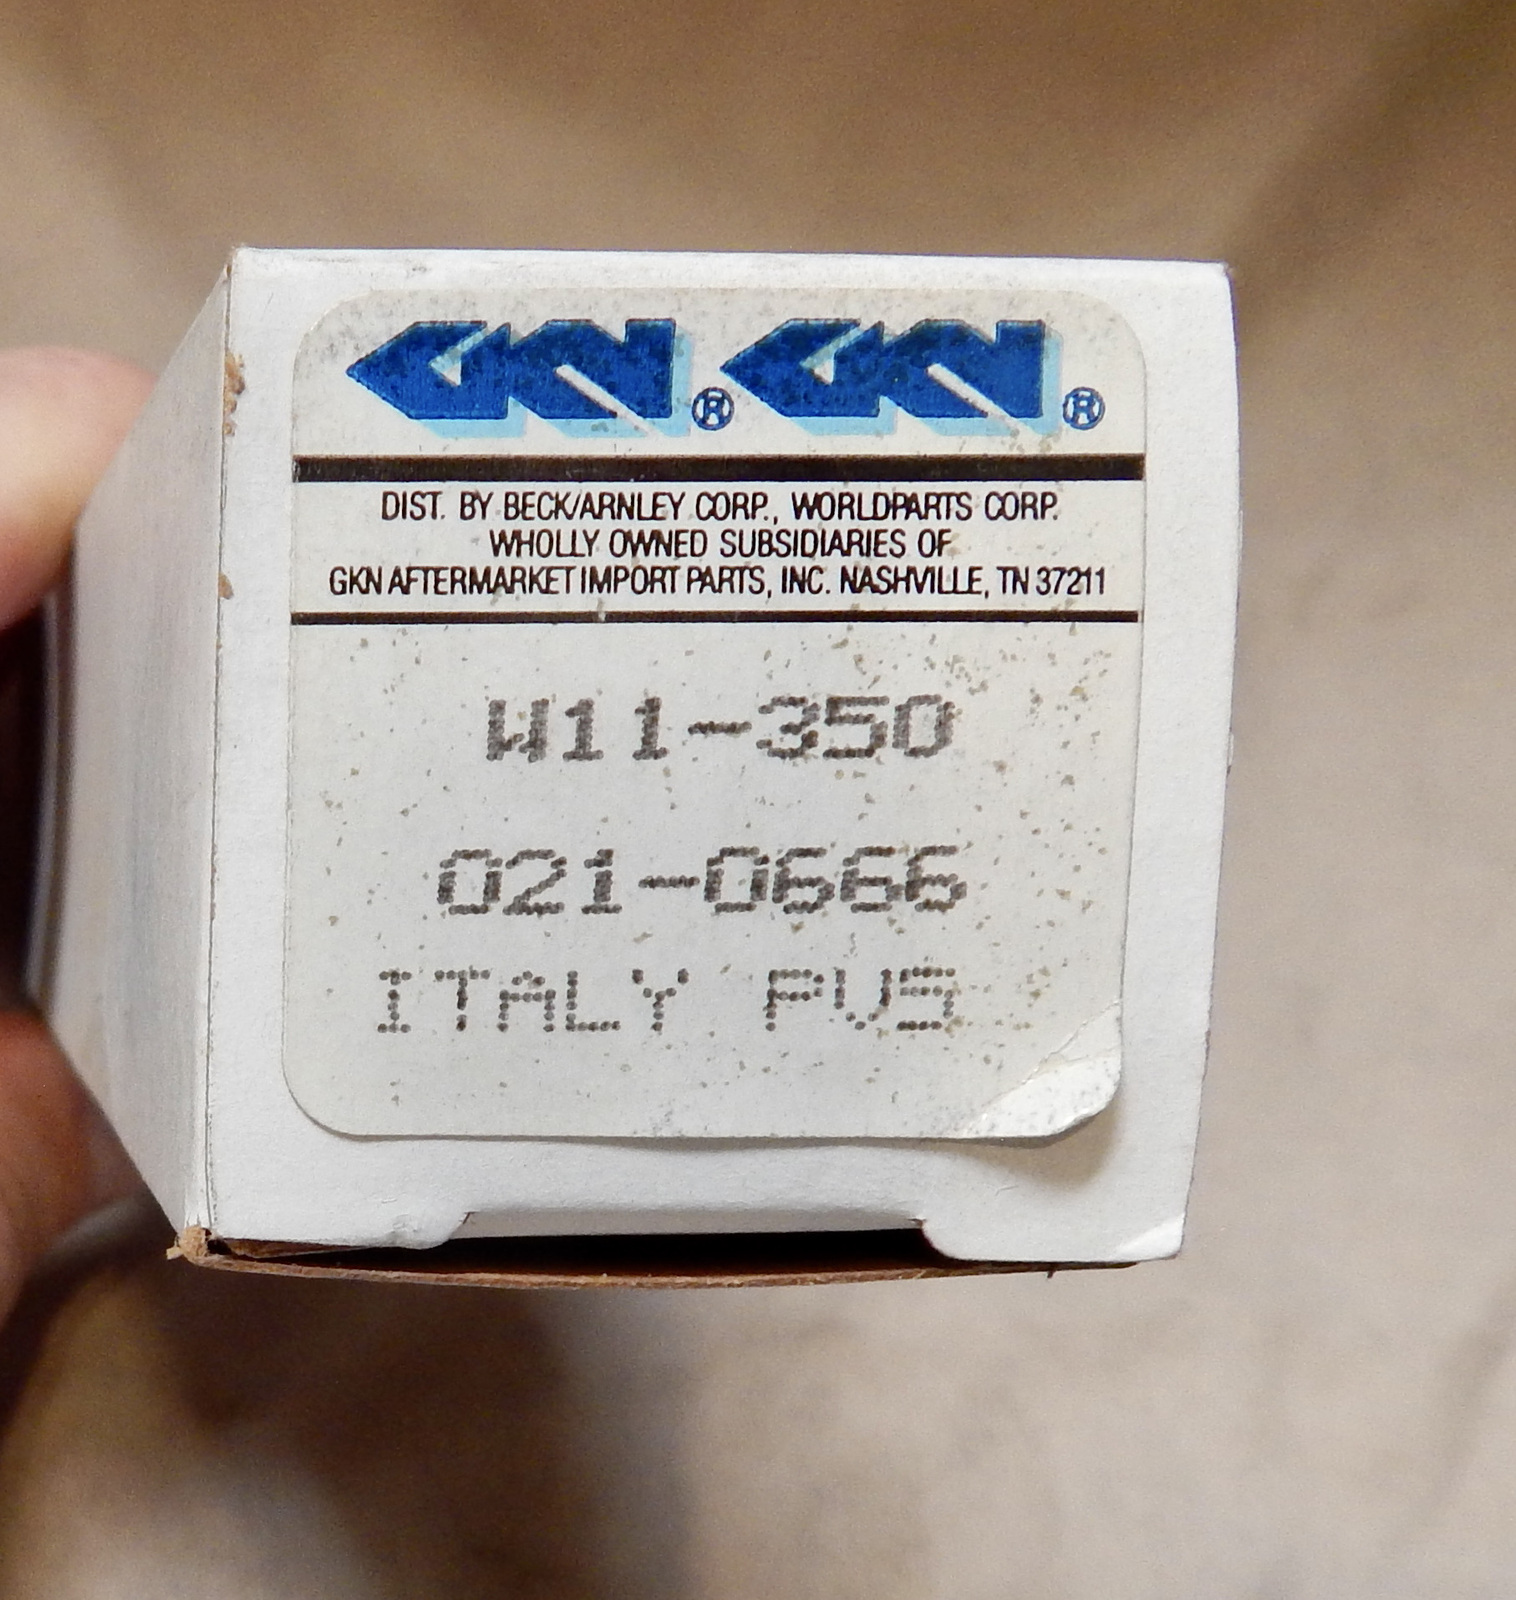 GKN® GKN®
DIST. BY BECK/ARNLEY CORP., WORLDPARTS CORP.
WHOLLY OWNED SUBSIDIARIES OF
GKN AFTERMARKET IMPORT PARTS, INC. NASHVILLE, TN 37211
W11-350
021-0666
ITALY PVS